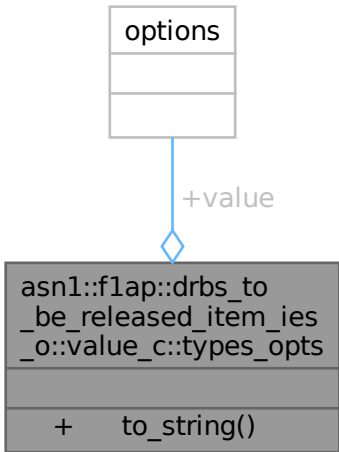 options
+value
asn1::f1ap::drbs_to
_be_released_item_ies
_o::value_c::types_opts
+ to_string()